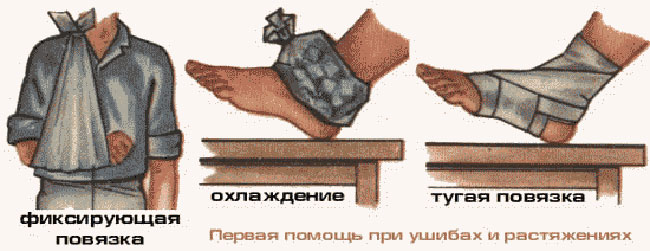 фиксирующая
повязка
охлаждение
тугая повязка
Первая помощь при ушибах и растяжениях